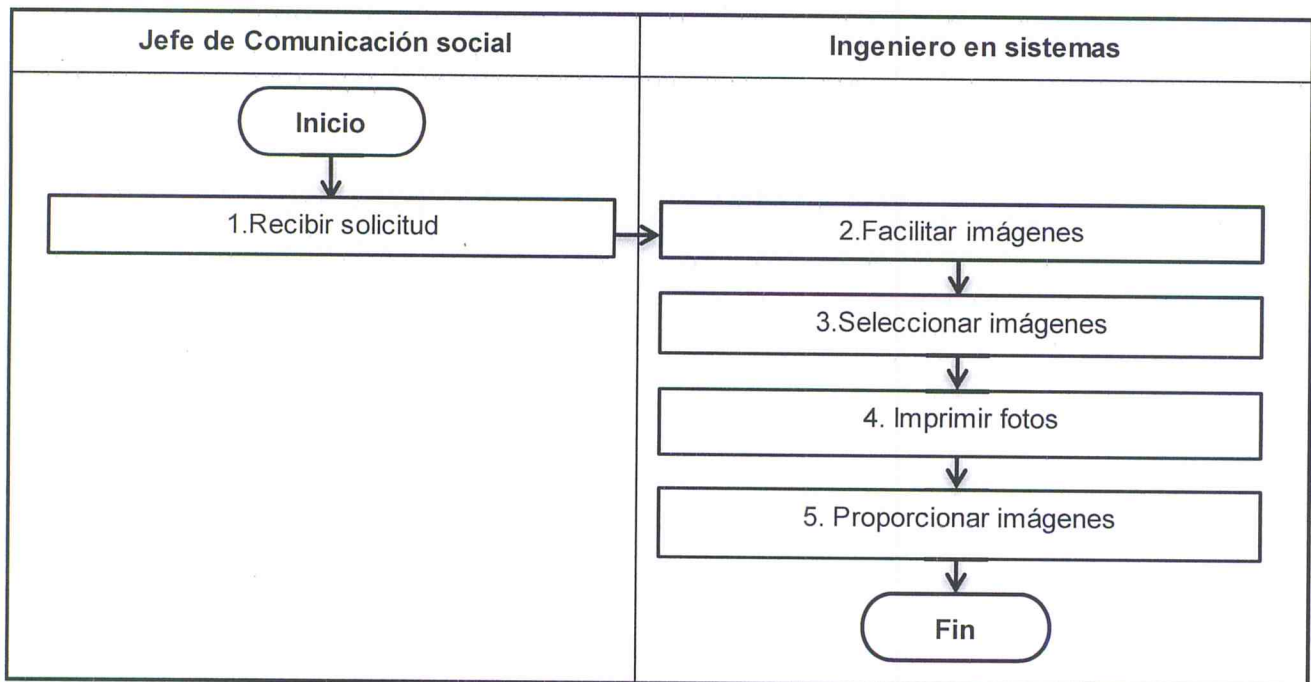 Jefe de Comunicación social
Ingeniero en sistemas
Inicio
1.Recibir solicitud
2.Facilitar imágenes
3.Seleccionar imágenes
4. Imprimir fotos
5. Proporcionar imágenes
Fin